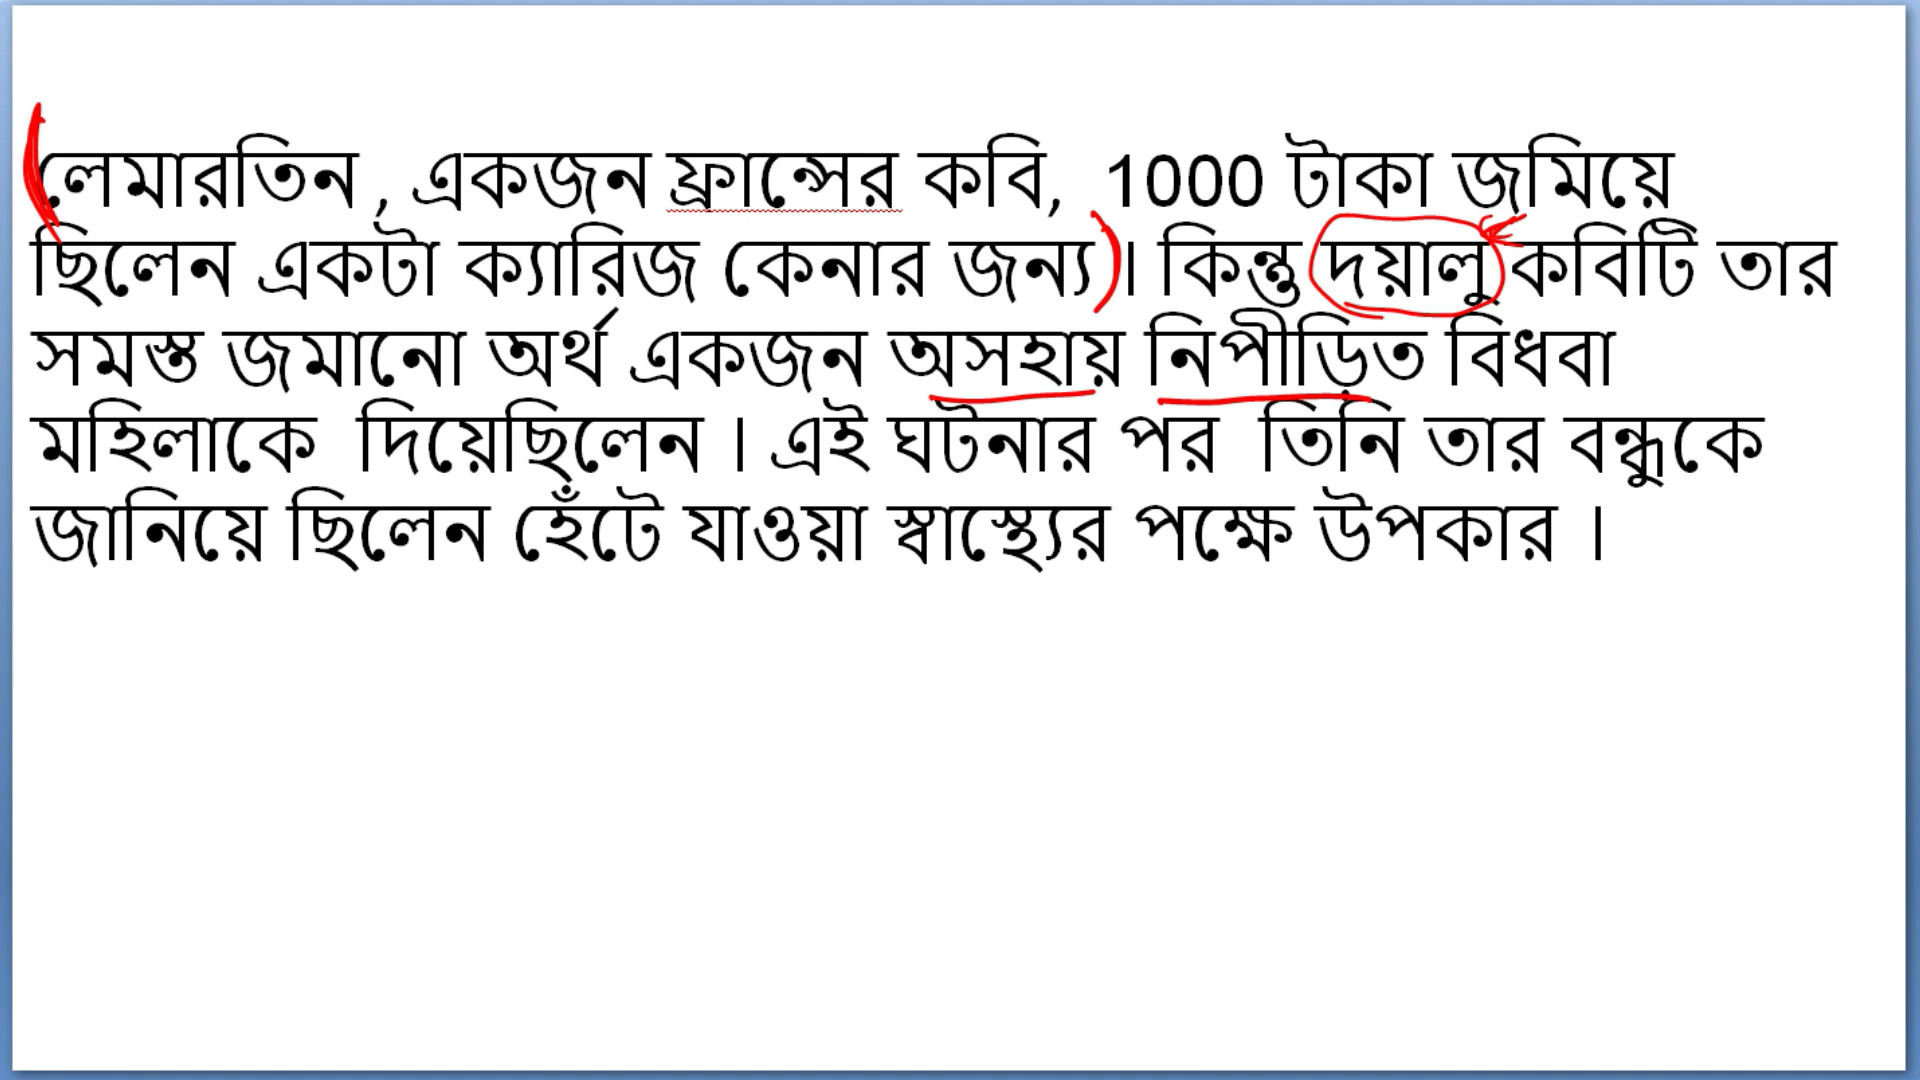 লেমারতিন , একজন ফ্রান্সের কবি,  1000 টাকা জমিয়ে
ছিলেন একটা ক্যারিজ কেনার জন্য । কিন্তু দয়ালু কবিটি তার
সমস্ত জমানো অর্থ একজন অসহায় নিপীড়িত বিধবা
মহিলাকে  দিয়েছিলেন । এই ঘটনার পর  তিনি তার বন্ধুকে
জানিয়ে ছিলেন হেঁটে যাওয়া স্বাস্থ্যের পক্ষে উপকার ।